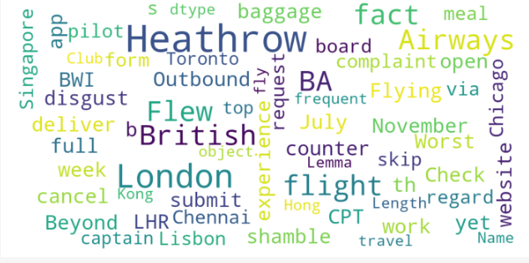 s dtype baggage fact meal
Singapore app pilot Heathrow board Airways
Club form Toronto complaint open
BWI Outbound fly request BA Flying via Chicago
disgust Flew top frequent
deliver b British experience July November
full object counter Worst
week London Lemma skip Check website
cancel Kong submit Hong flight th Length regard
Beyond LHR Chennai CPT work yet
captain Lisbon shamble travel Name